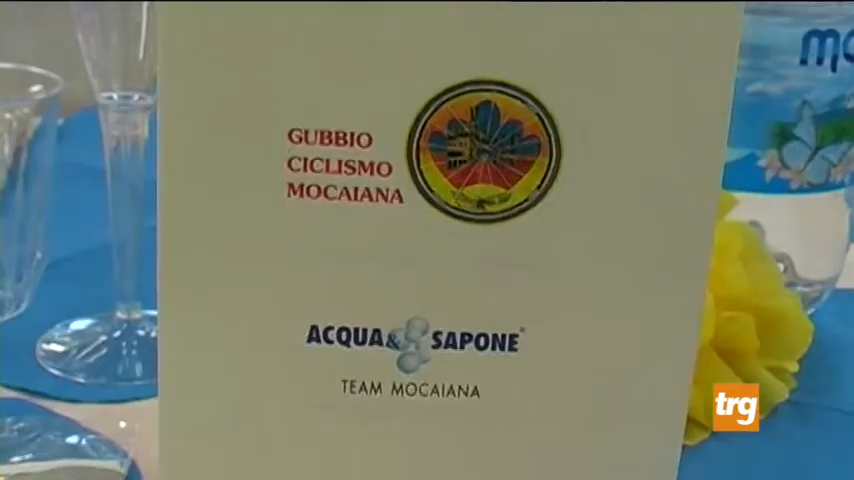 GUBBIO
CICLISMO
MOCAIANA
ACQUA & SAPONE
TEAM MOCAIANA
trg